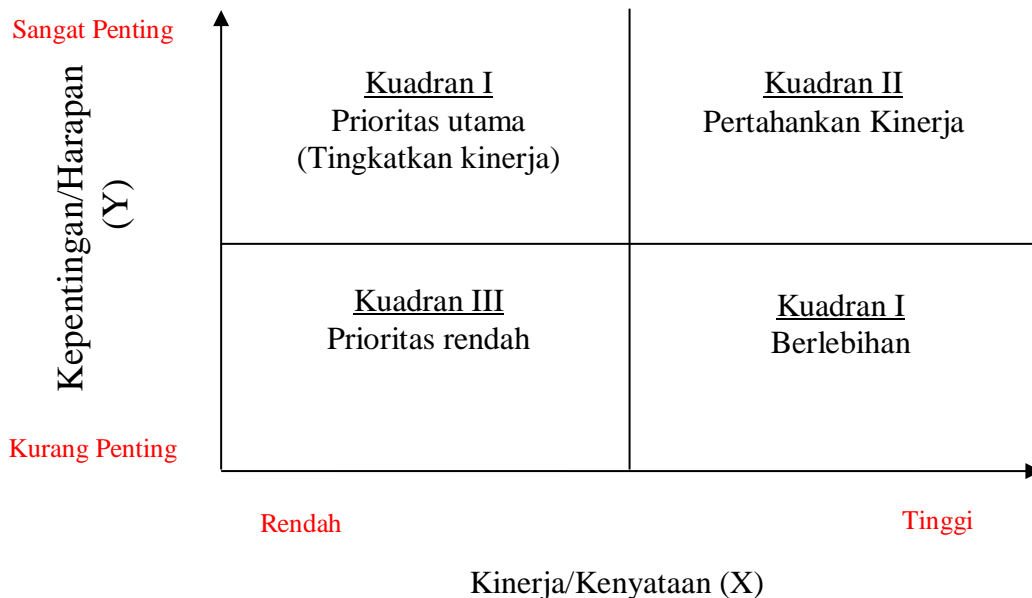 Sangat Penting
Kepentingan/Harapan
(Y)
Kuadran I
Prioritas utama
(Tingkatkan kinerja)
Kuadran II
Pertahankan Kinerja
Kuadran III
Prioritas rendah
Kuadran I
Berlebihan
Kurang Penting
Rendah
Tinggi
Kinerja/Kenyataan (X)